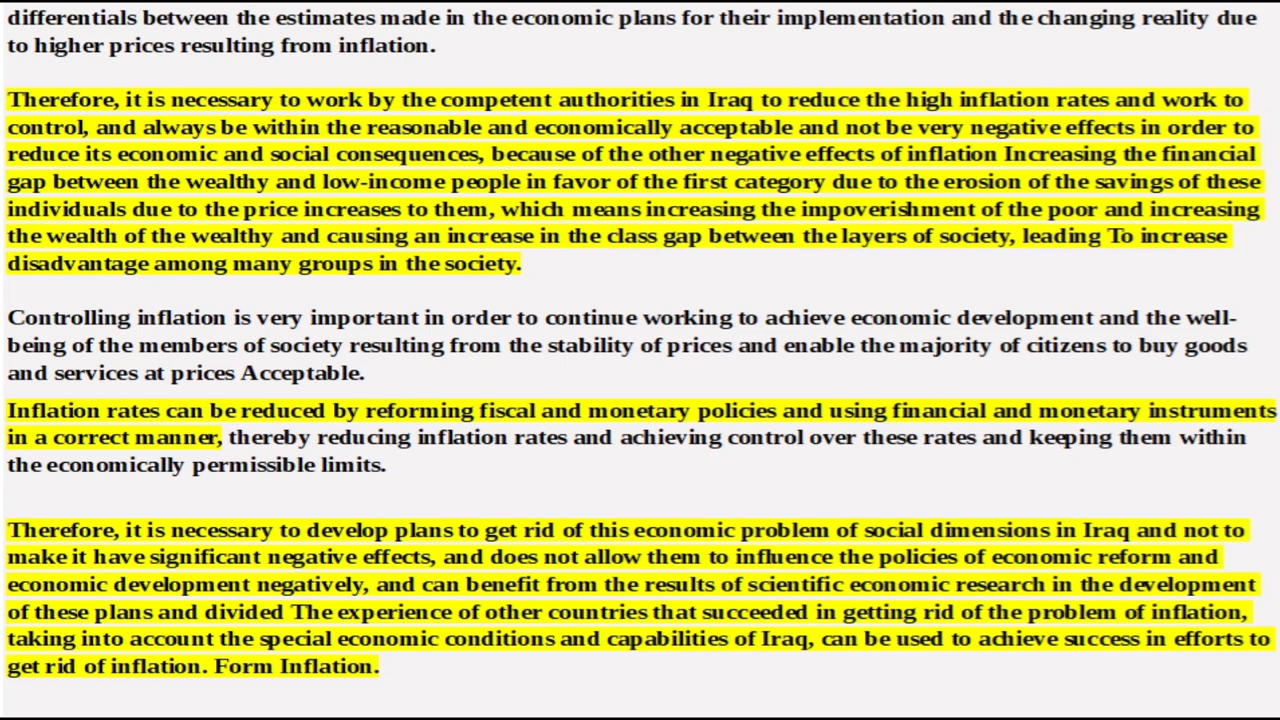 differentials between the estimates made in the economic plans for their implementation and the changing reality due
to higher prices resulting from inflation.
Therefore, it is necessary to work by the competent authorities in Iraq to reduce the high inflation rates and work to
control, and always be within the reasonable and economically acceptable and not be very negative effects in order to
reduce its economic and social consequences, because of the other negative effects of inflation Increasing the financial
gap between the wealthy and low-income people in favor of the first category due to the erosion of the savings of these
individuals due to the price increases to them, which means increasing the impoverishment of the poor and increasing
the wealth of the wealthy and causing an increase in the class gap between the layers of society, leading To increase
disadvantage among many groups in the society.
Controlling inflation is very important in order to continue working to achieve economic development and the well-
being of the members of society resulting from the stability of prices and enable the majority of citizens to buy goods
and services at prices Acceptable.
Inflation rates can be reduced by reforming fiscal and monetary policies and using financial and monetary instruments
in a correct manner, thereby reducing inflation rates and achieving control over these rates and keeping them within
the economically permissible limits.
Therefore, it is necessary to develop plans to get rid of this economic problem of social dimensions in Iraq and not to
make it have significant negative effects, and does not allow them to influence the policies of economic reform and
economic development negatively, and can benefit from the results of scientific economic research in the development
of these plans and divided The experience of other countries that succeeded in getting rid of the problem of inflation,
taking into account the special economic conditions and capabilities of Iraq, can be used to achieve success in efforts to
get rid of inflation. Form Inflation.